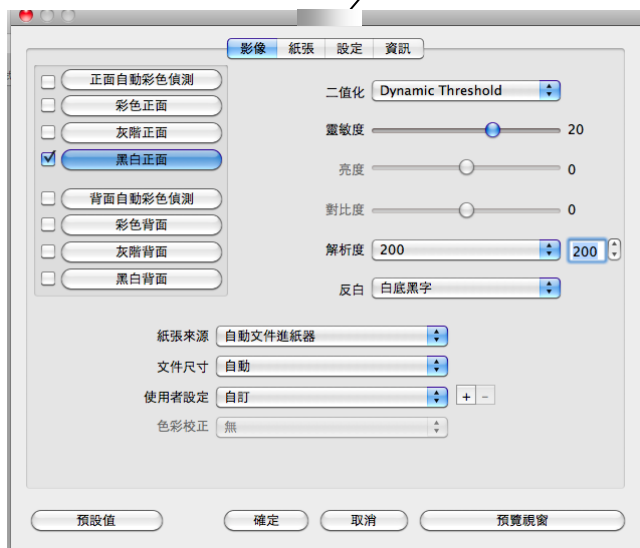 影像 紙張 設定 資訊
正面自動彩色偵測
彩色正面
灰階正面
黑白正面
背面自動彩色偵測
彩色背面
灰階背面
黑白背面
二值化 Dynamic Threshold
靈敏度 20
亮度 0
對比度 0
解析度 200 200
反白 白底黑字
紙張來源 自動文件進紙器
文件尺寸 自動
使用者設定 自訂 + -
色彩校正 無
預設值 確定 取消 預覽視窗